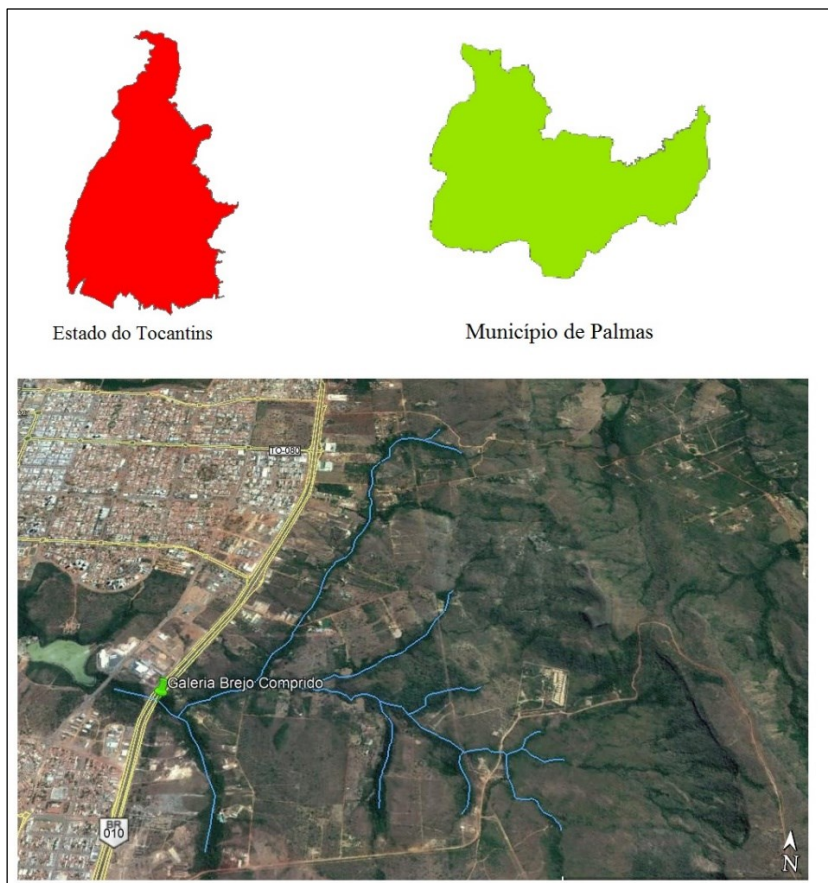 Estado do Tocantins
Município de Palmas
TO-080
Galeria Brejo Comprido
BR
010
N